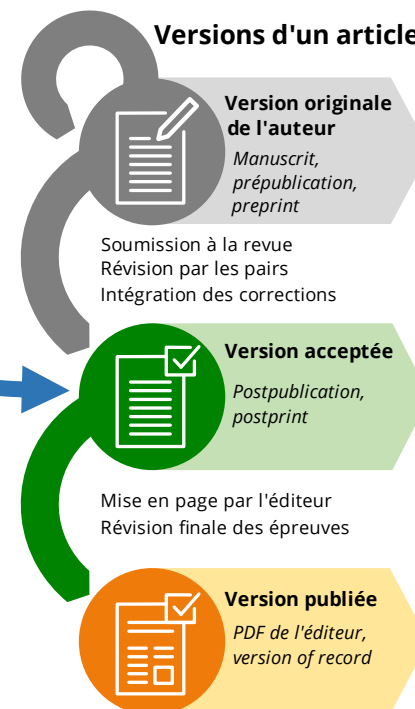 Versions d'un article
Version originale
de l'auteur
Manuscrit,
prépublication,
preprint
Soumission à la revue
Révision par les pairs
Intégration des corrections
Version acceptée
Postpublication,
postprint
Mise en page par l'éditeur
Révision finale des épreuves
Version publiée
PDF de l'éditeur,
version of record